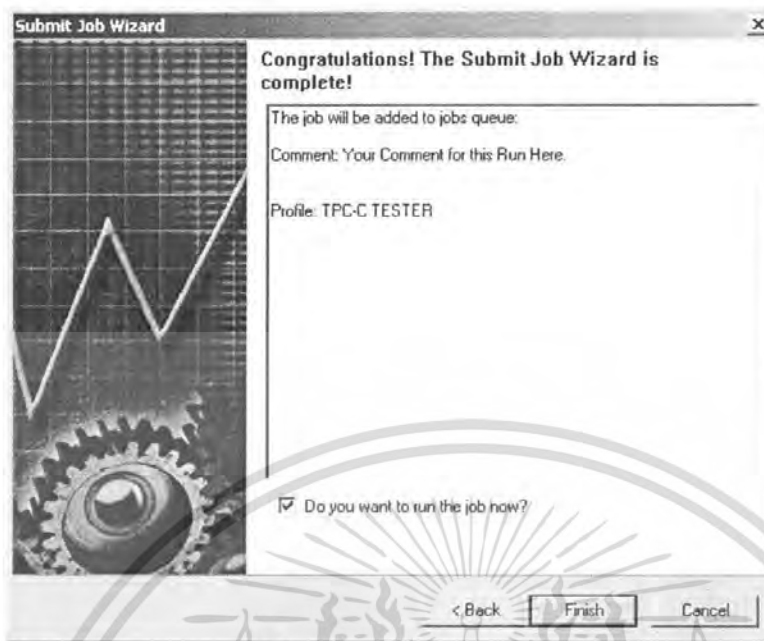 Submit Job Wizard
Congratulations! The Submit Job Wizard is
complete!
The job will be added to jobs queue:
Comment: Your Comment for this Run Here.
Profile: TPC-C TESTER
Do you want to run the job now?
< Back
Finish
Cancel